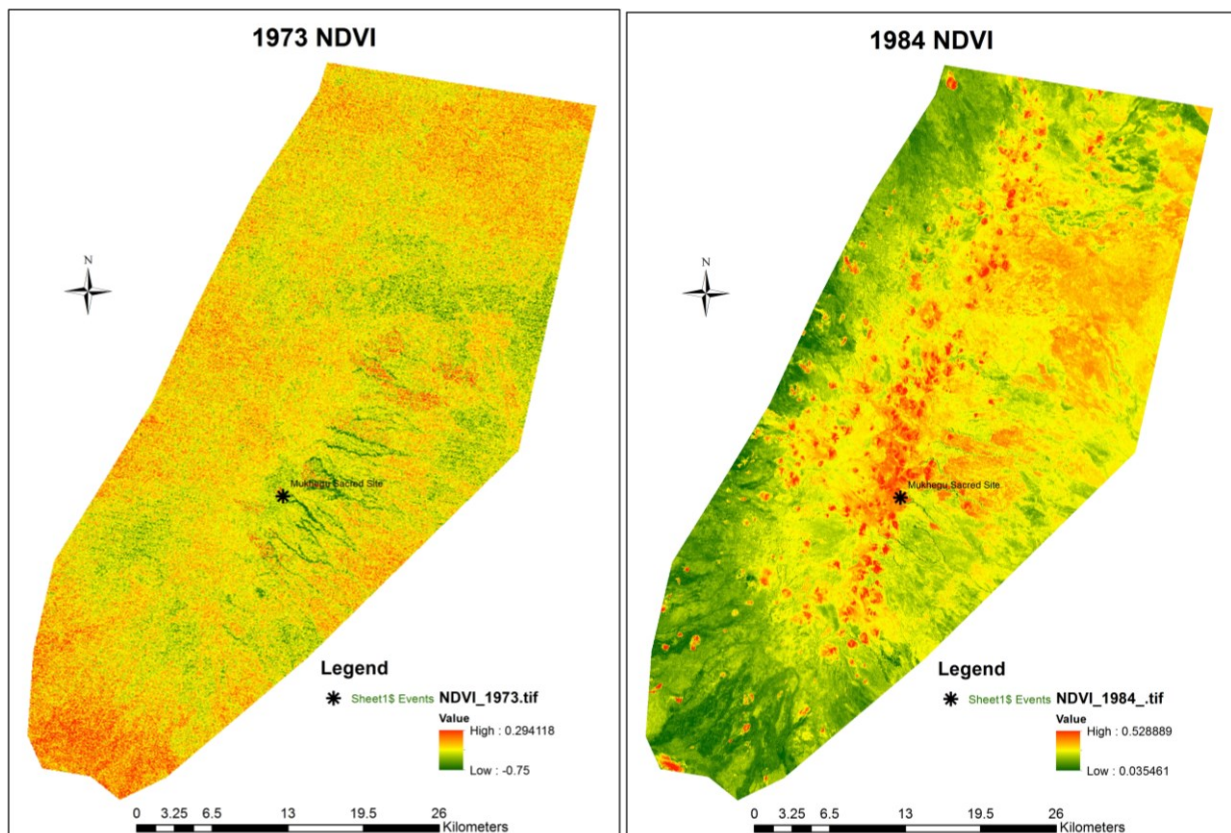 1973 NDVI
N
Mukhegu Sacred Site
Legend
Sheet1$ Events NDVI_1973.tif
Value
High : 0.294118
Low : -0.75
0 3.25 6.5 13 19.5 26
Kilometers
1984 NDVI
N
Mukhegu Sacred Site
Legend
Sheet1$ Events NDVI_1984_.tif
Value
High : 0.528889
Low : 0.035461
0 3.25 6.5 13 19.5 26
Kilometers